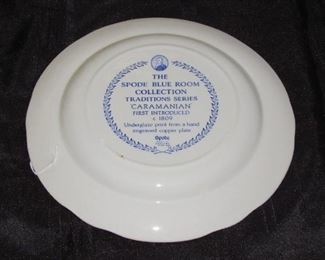 THE
SPODE BLUE ROOM
COLLECTION
TRADITIONS SERIES
'CARAMANIAN'
FIRST INTRODUCED
c 1809
Underglaze print from a hand
engraved copper plate
Spode